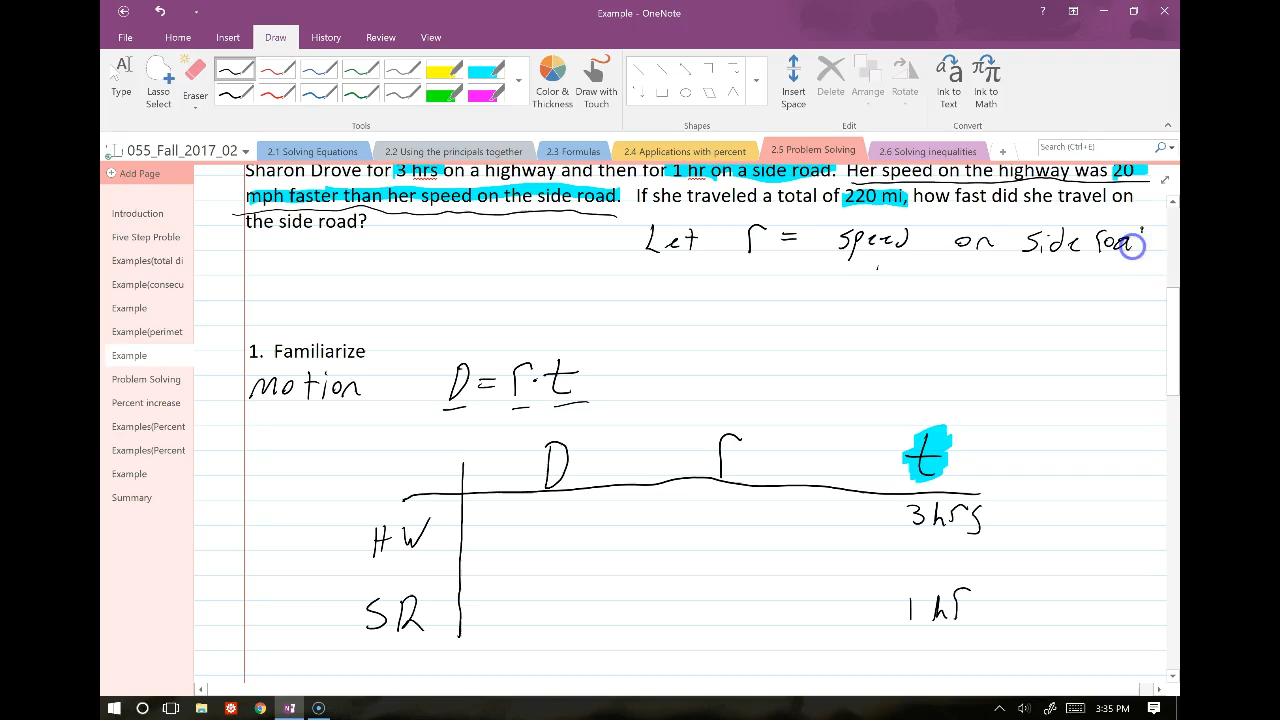 Example - OneNote
?
File Home Insert Draw History Review View
Type
Lasso Select
Eraser
Color & Thickness
Draw with Touch
Insert Space
Delete
Arrange
Rotate
Ink to Text
Ink to Math
Tools Shapes Edit Convert
055_Fall_2017_02 2.1 Solving Equations 2.2 Using the principals together 2.3 Formulas 2.4 Applications with percent 2.5 Problem Solving 2.6 Solving inequalities + Search (Ctrl+E)
Add Page
Introduction
Five Step Proble
Examples(total di
Examples(consecu
Example
Example(perimet
Example
Problem Solving
Percent increase
Examples(Percent
Examples(Percent
Example
Summary
Sharon Drove for 3 hrs on a highway and then for 1 hr on a side road. Her speed on the highway was 20
mph faster than her speed on the side road. If she traveled a total of 220 mi, how fast did she travel on
the side road?
Let r = speed on side roa
1. Familiarize
motion D = r · t
D r t
HW 3 hrs
SR 1 hr
3:35 PM